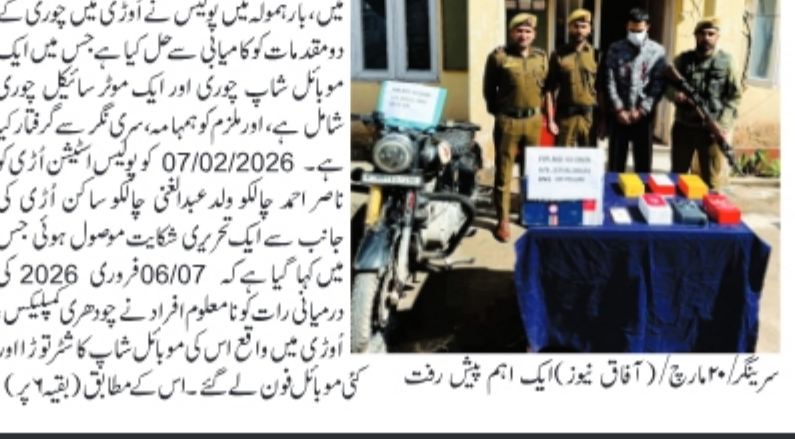 سرینگر/۲۰مارچ/(آفاق نیوز)ایک اہم پیش رفت
میں،بارہمولہ میں پولیس نے اوڑی میں چوری کے
دومقدمات کو کامیابی سے حل کیا ہے جس میں ایک
موبائل شاپ چوری اور ایک موٹر سائیکل چوری
شامل ہے،اور ملزم کو ہمہامہ،سری نگر سے گرفتار کیا
ہے۔ 07/02/2026 کو پولیس اسٹیشن اُڑی کو
ناصر احمد چالکو ولد عبدالغنی چالکو ساکن اُڑی کی
جانب سے ایک تحریری شکایت موصول ہوئی جس
میں کہا گیا ہے کہ 06/07 فروری 2026 کی
درمیانی رات کو نامعلوم افراد نے چودھری کمپلیکس،
اُوڑی میں واقع اس کی موبائل شاپ کا شٹر توڑا اور
کئی موبائل فون لے گئے۔اس کے مطابق (بقیہ ۶ پر)